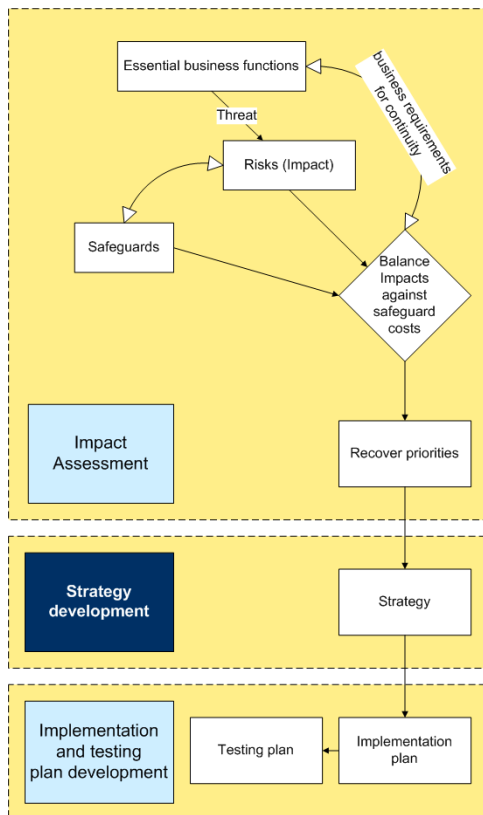 Essential business functions
business requirements
for continuity
Threat
Risks (Impact)
Safeguards
Balance
Impacts
against
safeguard
costs
Impact
Assessment
Recover priorities
Strategy
development
Strategy
Implementation
and testing
plan development
Testing plan
Implementation
plan